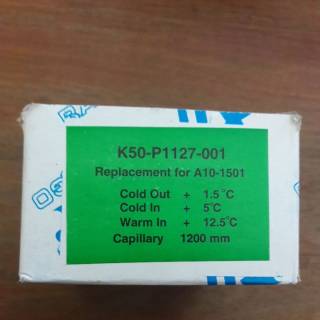 K50-P1127-001
Replacement for A10-1501
Cold Out + 1.5°C
Cold In + 5°C
Warm In + 12.5°C
Capillary 1200 mm